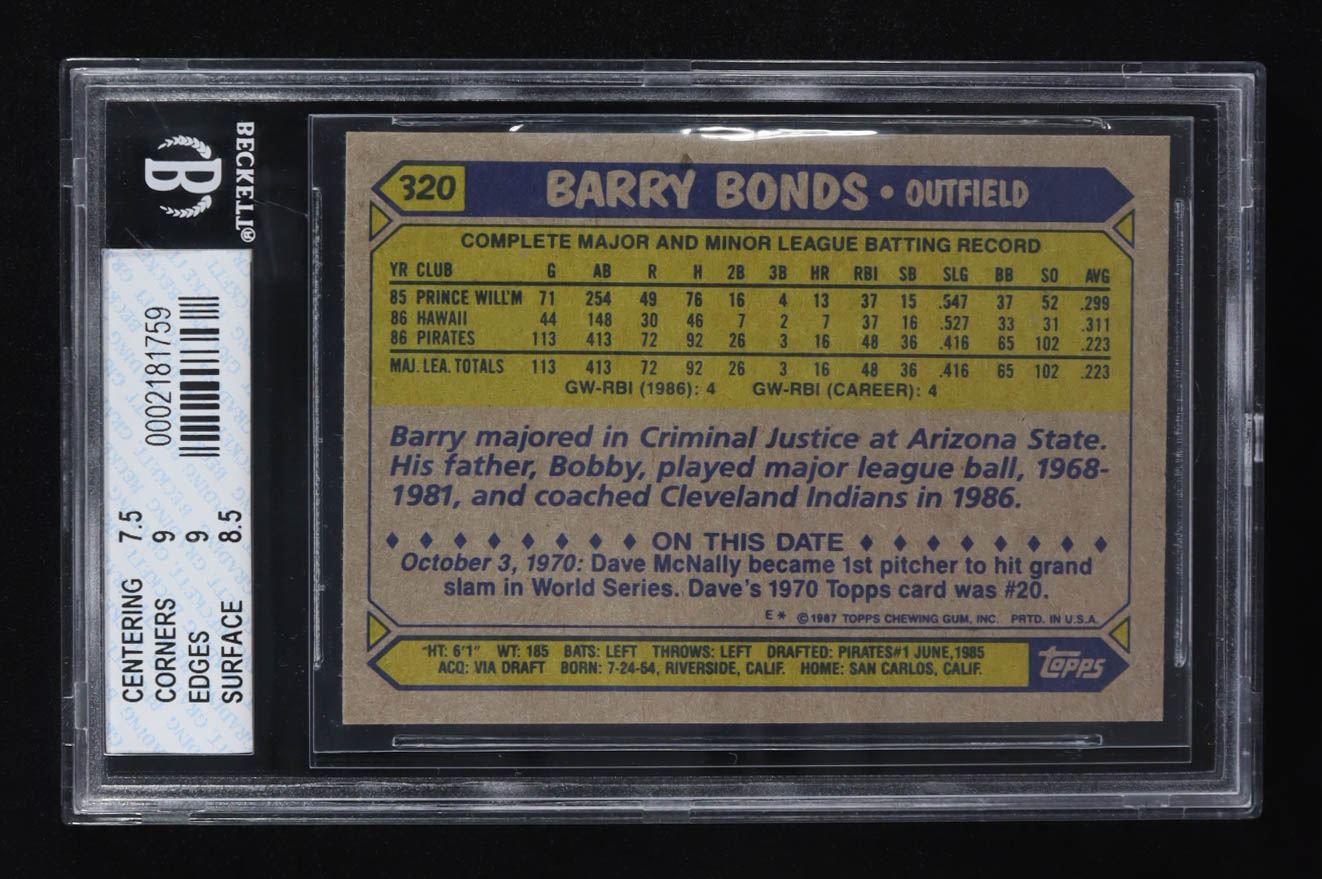 BECKETT®
B
0002181759
CENTERING 7.5
CORNERS 9
EDGES 9
SURFACE 8.5
320 BARRY BONDS • OUTFIELD
COMPLETE MAJOR AND MINOR LEAGUE BATTING RECORD
YR CLUB G AB R H 2B 3B HR RBI SB SLG BB SO AVG
85 PRINCE WILL'M 71 254 49 76 16 4 13 37 15 .547 37 52 .299
86 HAWAII 44 148 30 46 7 2 7 37 16 .527 33 31 .311
86 PIRATES 113 413 72 92 26 3 16 48 36 .416 65 102 .223
MAJ. LEA. TOTALS 113 413 72 92 26 3 16 48 36 .416 65 102 .223
GW-RBI (1986): 4 GW-RBI (CAREER): 4
Barry majored in Criminal Justice at Arizona State.
His father, Bobby, played major league ball, 1968-
1981, and coached Cleveland Indians in 1986.
♦ ♦ ♦ ♦ ♦ ♦ ♦ ♦ ON THIS DATE ♦ ♦ ♦ ♦ ♦ ♦ ♦ ♦
October 3, 1970: Dave McNally became 1st pitcher to hit grand
slam in World Series. Dave's 1970 Topps card was #20.
E* ©1987 TOPPS CHEWING GUM, INC. PRTD. IN U.S.A.
HT: 6'1" WT: 185 BATS: LEFT THROWS: LEFT DRAFTED: PIRATES#1 JUNE,1985
ACQ: VIA DRAFT BORN: 7-24-64, RIVERSIDE, CALIF. HOME: SAN CARLOS, CALIF.
TOPPS